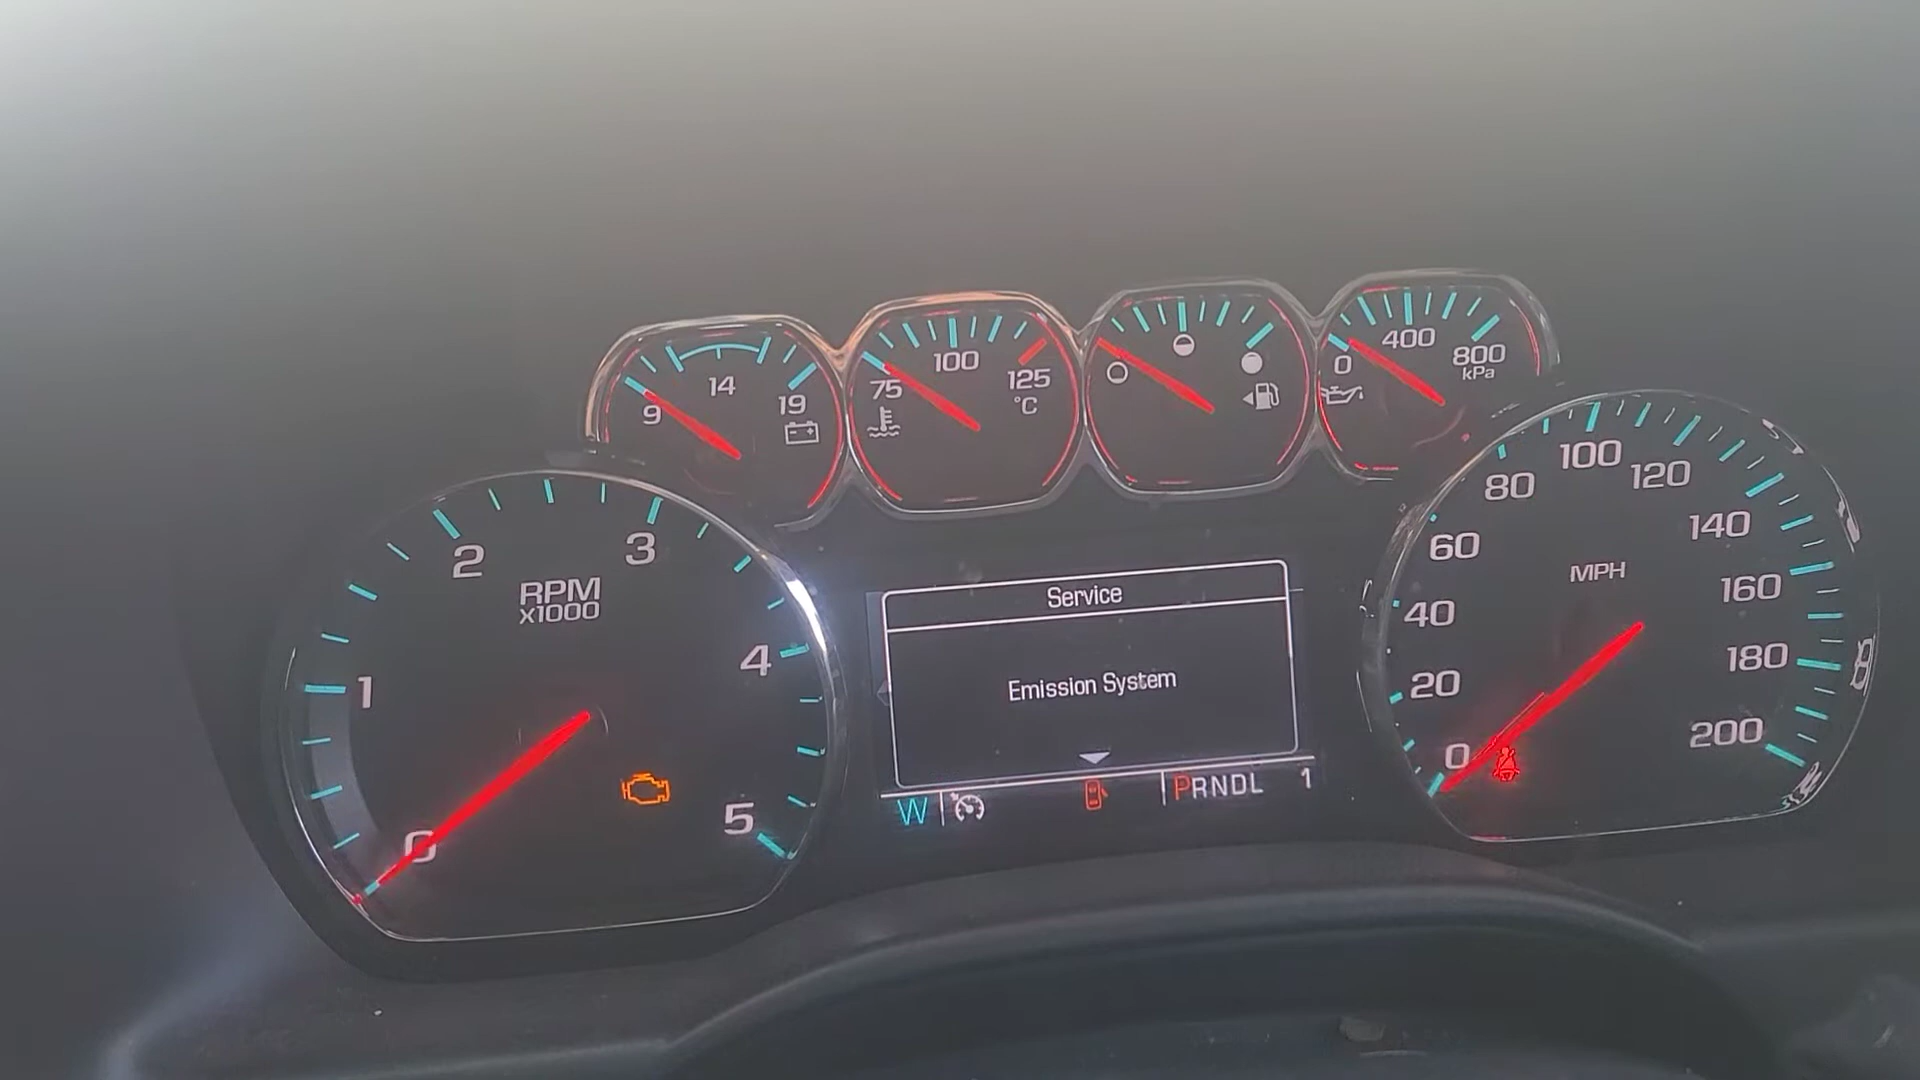 9 14 19
75 100 125
°C
0 400 800
kPa
0 1 2 3 4 5
RPM
x1000
Service
Emission System
W PRNDL 1
0 20 40 60 80 100 120 140 160 180 200
MPH